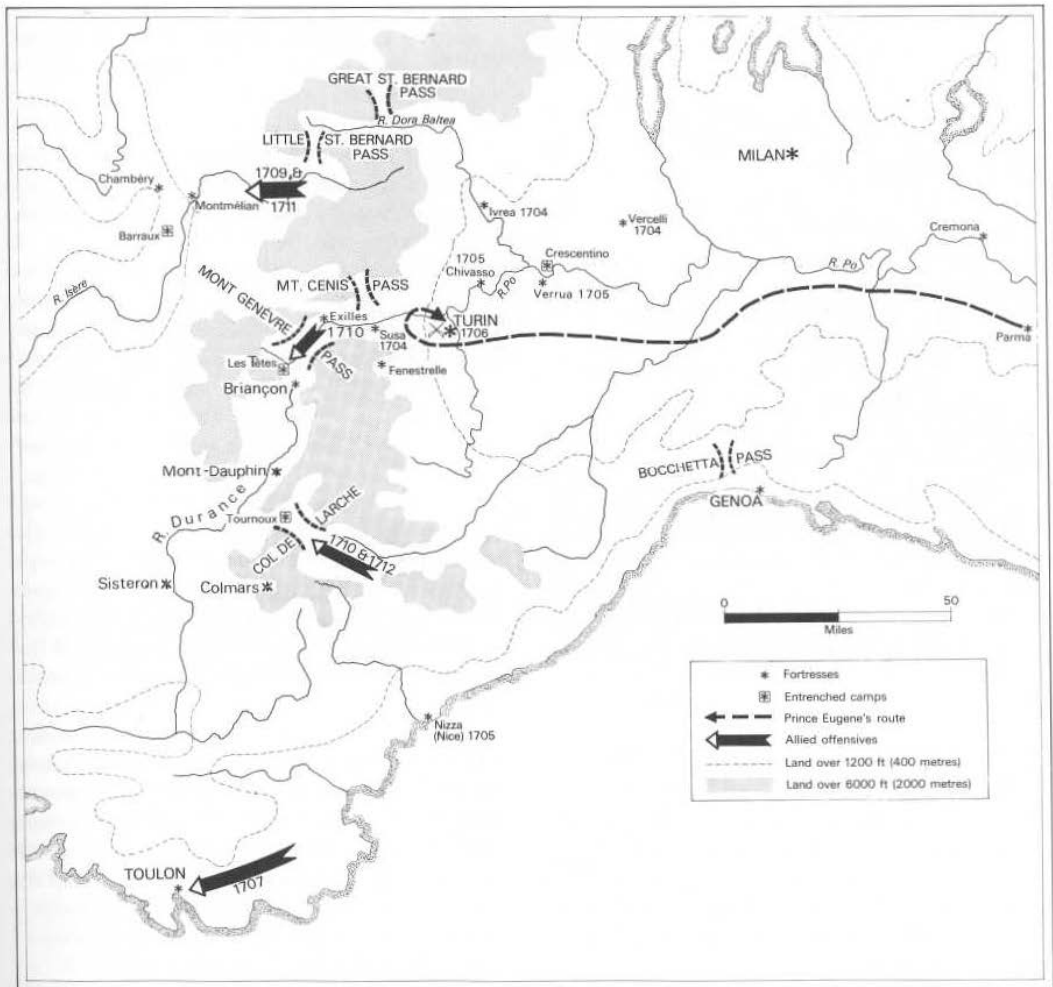 GREAT ST. BERNARD
PASS
R. Dora Baltea
LITTLE ST. BERNARD
PASS
MILAN
1709 &
1711
Chambéry
Montmélian
Barraux
R. Isère
Ivrea 1704
Vercelli
1704
Cremona
1705
Chivasso
Crescentino
R. Po
R. Po
Verrua 1705
MT. CENIS PASS
MONT GENEVRE
PASS
Exilles
1710
Susa
1704
TURIN
1706
Parma
Les Têtes
Fenestrelle
Briançon
Mont-Dauphin
BOCCHETTA PASS
GENOA
R. Durance
Tournoux
COL DE LARCHE
1710 & 1712
Sisteron
Colmars
0 50
Miles
Fortresses
Entrenched camps
Prince Eugene's route
Allied offensives
Land over 1200 ft (400 metres)
Land over 6000 ft (2000 metres)
Nizza
(Nice) 1705
TOULON
1707